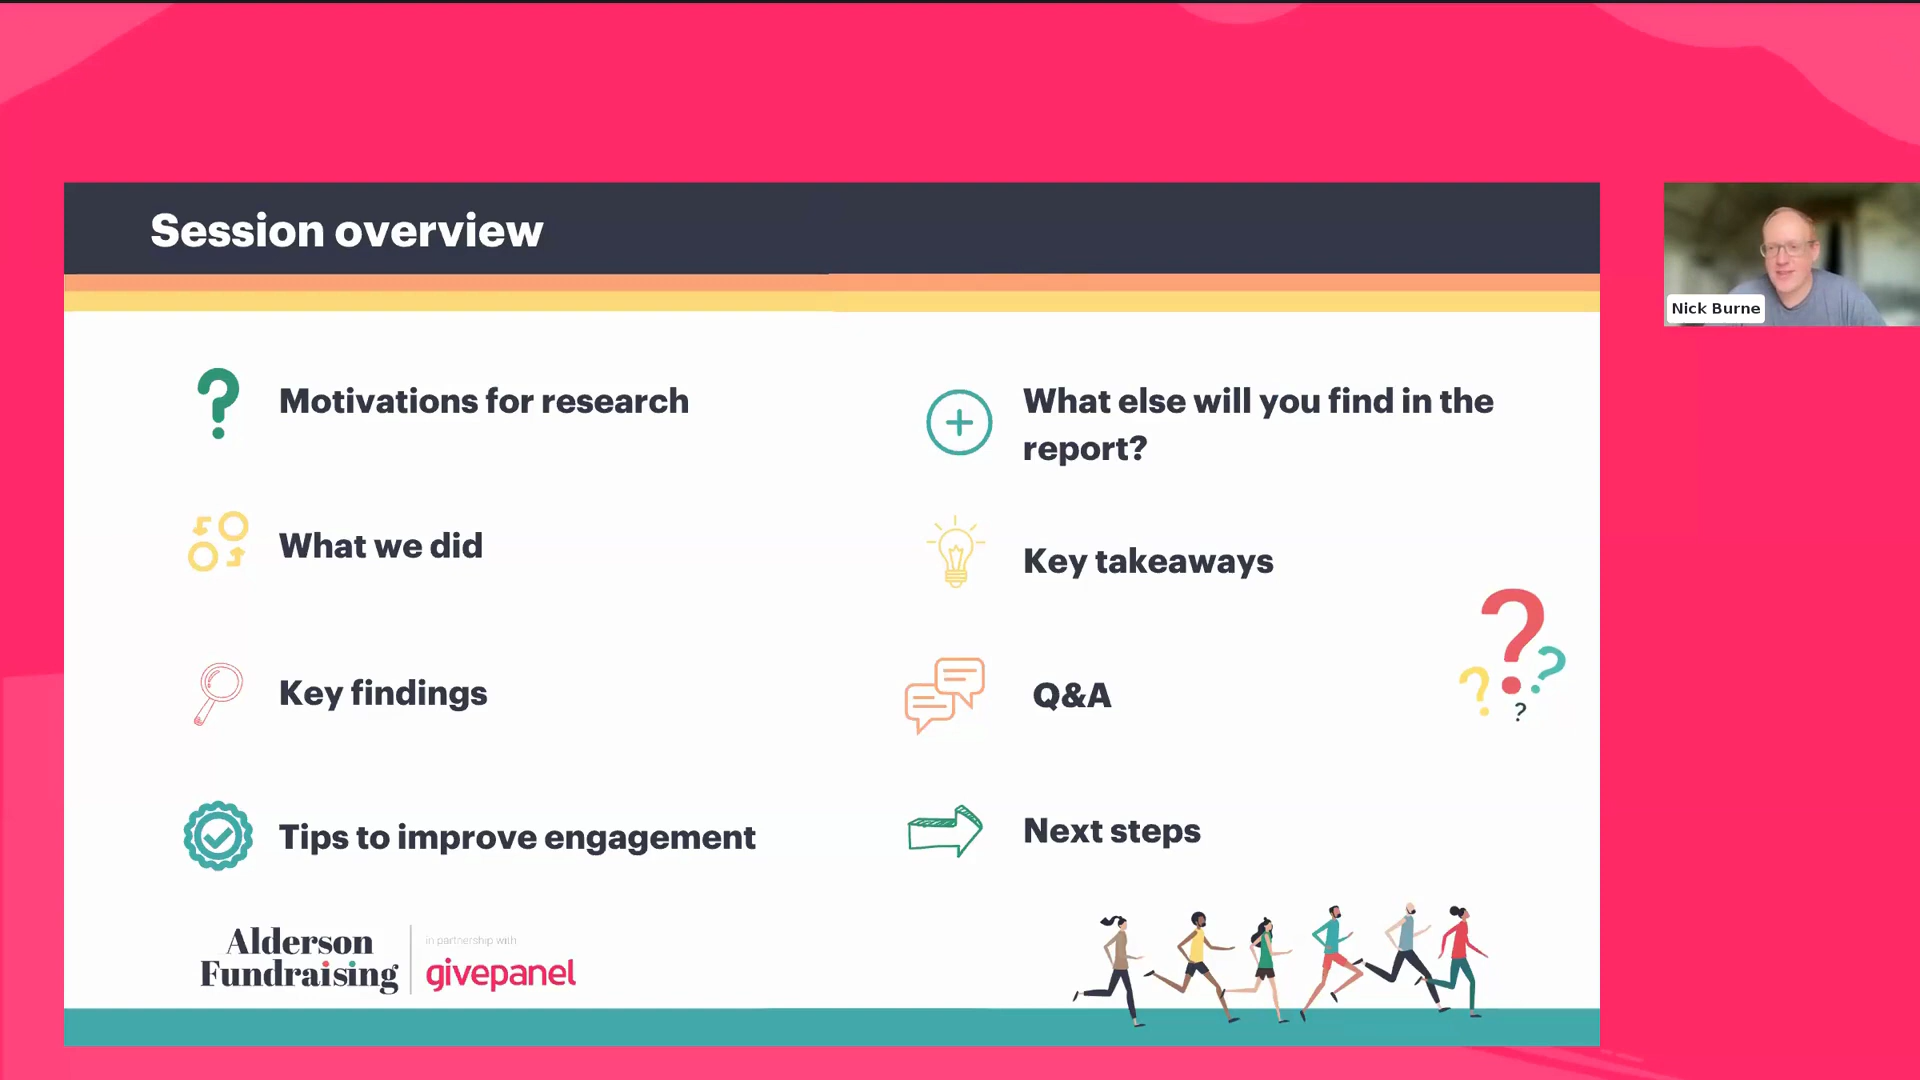 Session overview
Motivations for research
What we did
Key findings
Tips to improve engagement
What else will you find in the
report?
Key takeaways
Q&A
Next steps
Alderson
Fundraising
in partnership with
givepanel
Nick Burne